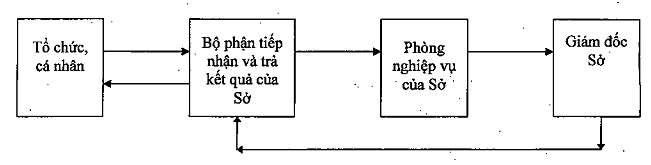 Tổ chức,
cá nhân
Bộ phận tiếp
nhận và trả
kết quả của
Sở
Phòng
nghiệp vụ
của Sở
Giám đốc
Sở